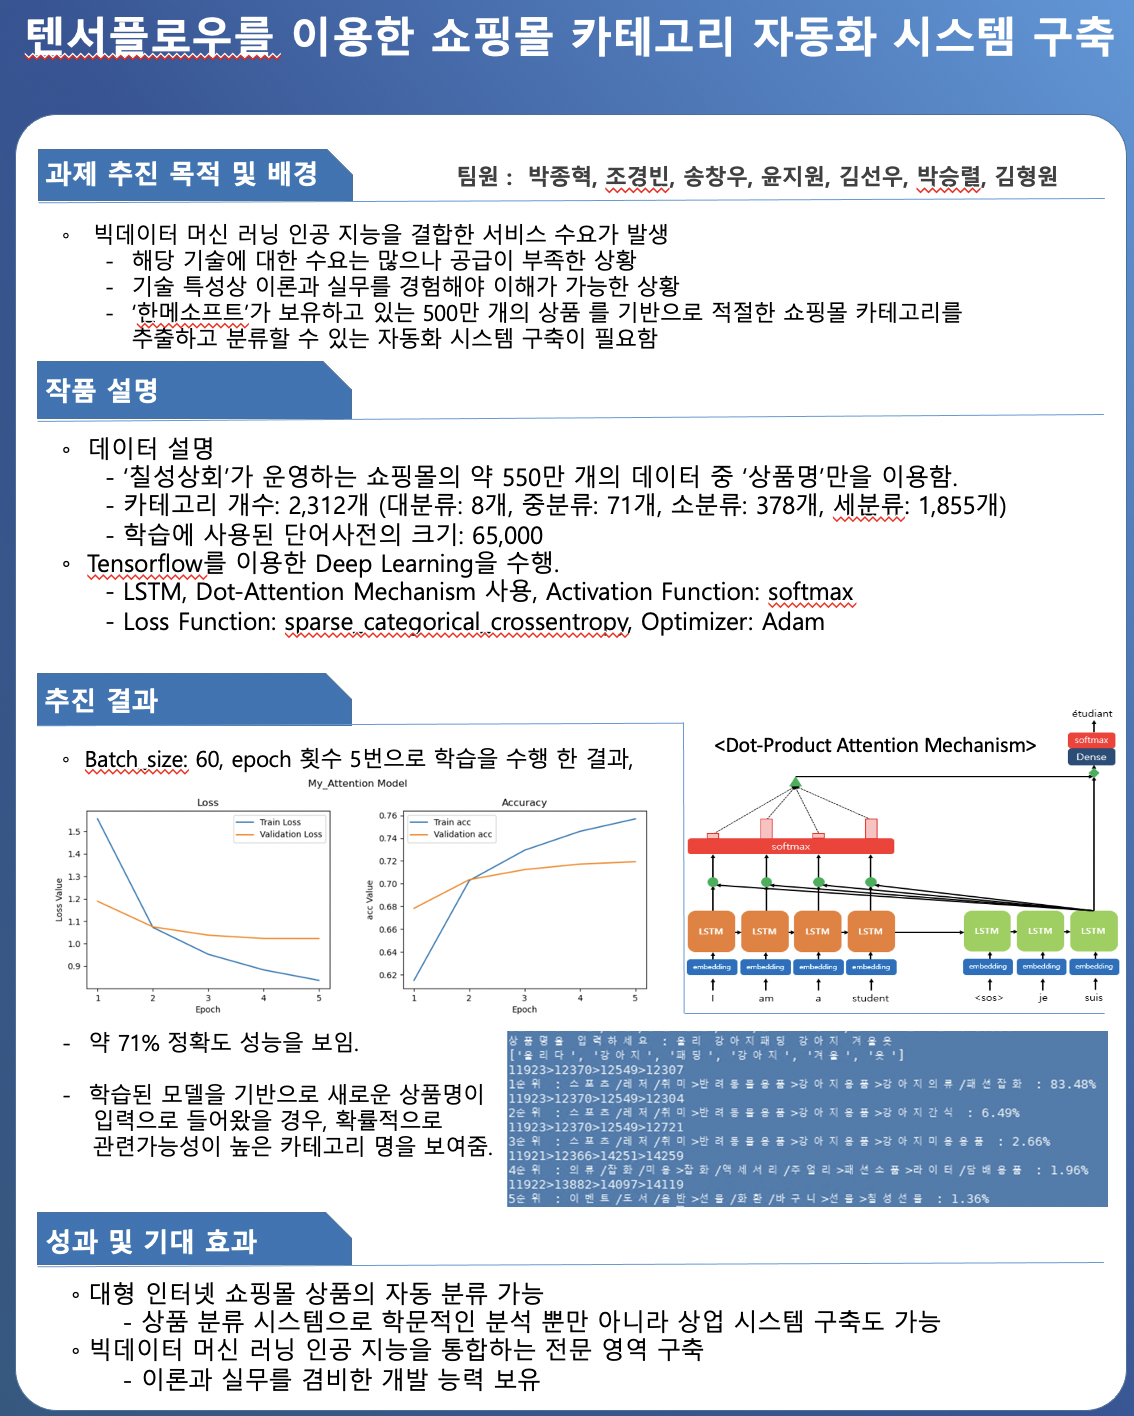 텐서플로우를 이용한 쇼핑몰 카테고리 자동화 시스템 구축
과제 추진 목적 및 배경
팀원 : 박종혁, 조경빈, 송창우, 윤지원, 김선우, 박승렬, 김형원
◦ 빅데이터 머신 러닝 인공 지능을 결합한 서비스 수요가 발생
- 해당 기술에 대한 수요는 많으나 공급이 부족한 상황
- 기술 특성상 이론과 실무를 경험해야 이해가 가능한 상황
- ‘한메소프트’가 보유하고 있는 500만 개의 상품 를 기반으로 적절한 쇼핑몰 카테고리를
추출하고 분류할 수 있는 자동화 시스템 구축이 필요함
작품 설명
◦ 데이터 설명
- ‘칠성상회’가 운영하는 쇼핑몰의 약 550만 개의 데이터 중 ‘상품명’만을 이용함.
- 카테고리 개수: 2,312개 (대분류: 8개, 중분류: 71개, 소분류: 378개, 세분류: 1,855개)
- 학습에 사용된 단어사전의 크기: 65,000
◦ Tensorflow를 이용한 Deep Learning을 수행.
- LSTM, Dot-Attention Mechanism 사용, Activation Function: softmax
- Loss Function: sparse_categorical_crossentropy, Optimizer: Adam
추진 결과
◦ Batch_size: 60, epoch 횟수 5번으로 학습을 수행 한 결과,
My_Attention Model
Loss
Train Loss
Validation Loss
1.5
1.4
1.3
1.2
1.1
1.0
0.9
Loss Value
1 2 3 4 5
Epoch
Accuracy
Train acc
Validation acc
0.76
0.74
0.72
0.70
0.68
0.66
0.64
0.62
acc Value
1 2 3 4 5
Epoch
<Dot-Product Attention Mechanism>
étudiant
softmax
Dense
softmax
LSTM LSTM LSTM LSTM LSTM LSTM LSTM
embedding embedding embedding embedding embedding embedding embedding
I am a student <sos> je suis
- 약 71% 정확도 성능을 보임.
- 학습된 모델을 기반으로 새로운 상품명이
입력으로 들어왔을 경우, 확률적으로
관련가능성이 높은 카테고리 명을 보여줌.
상품명을 입력하세요 : 울리 강아지패딩 강아지 겨울옷
['울리다', '강아지', '패딩', '강아지', '겨울', '옷']
11923>12370>12549>12307
1순위 : 스포츠/레저/취미>반려동물용품>강아지용품>강아지의류/패션잡화 : 83.48%
11923>12370>12549>12304
2순위 : 스포츠/레저/취미>반려동물용품>강아지용품>강아지간식 : 6.49%
11923>12370>12549>12721
3순위 : 스포츠/레저/취미>반려동물용품>강아지용품>강아지미용용품 : 2.66%
11921>12366>14251>14259
4순위 : 의류/잡화/미용>잡화/액세서리/주얼리>패션소품>라이터/담배용품 : 1.96%
11922>13882>14097>14119
5순위 : 이벤트/도서/음반>선물/화환/바구니>선물>칠성선물 : 1.36%
성과 및 기대 효과
◦ 대형 인터넷 쇼핑몰 상품의 자동 분류 가능
- 상품 분류 시스템으로 학문적인 분석 뿐만 아니라 상업 시스템 구축도 가능
◦ 빅데이터 머신 러닝 인공 지능을 통합하는 전문 영역 구축
- 이론과 실무를 겸비한 개발 능력 보유